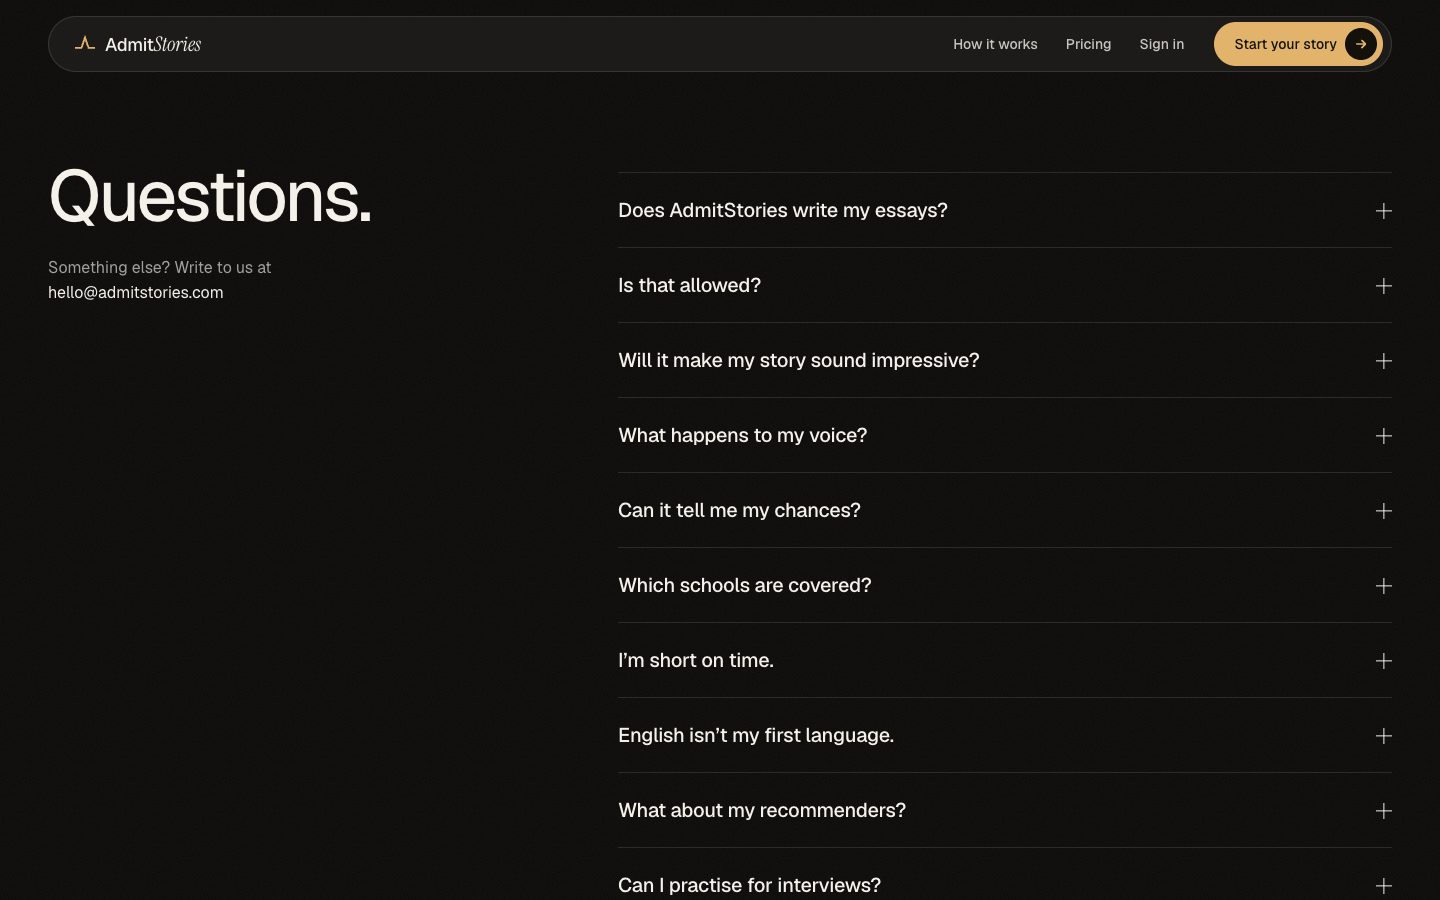 AdmitStories
How it works
Pricing
Sign in
Start your story
Questions.
Something else? Write to us at
hello@admitstories.com
Does AdmitStories write my essays?
Is that allowed?
Will it make my story sound impressive?
What happens to my voice?
Can it tell me my chances?
Which schools are covered?
I’m short on time.
English isn’t my first language.
What about my recommenders?
Can I practise for interviews?